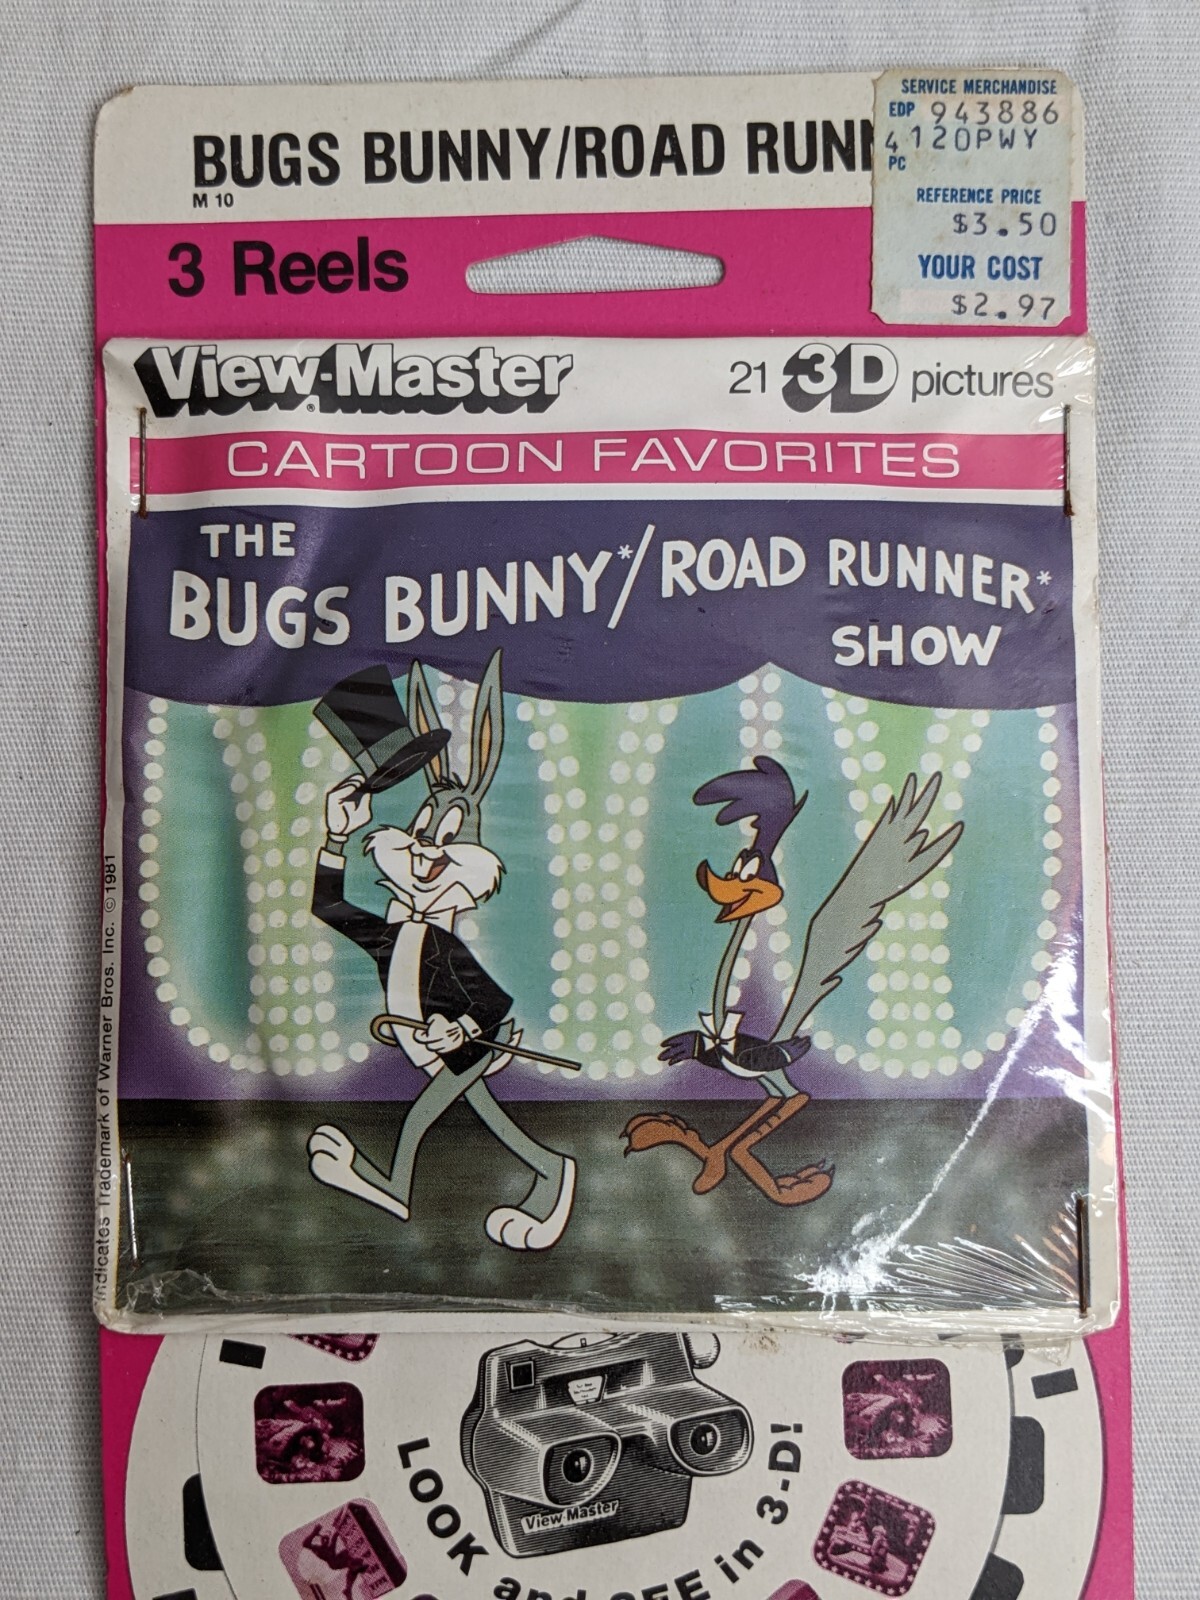 BUGS BUNNY/ROAD RUNN
M 10
SERVICE MERCHANDISE
EDP 943886
4120PWY
PC
REFERENCE PRICE
$3.50
YOUR COST
$2.97
3 Reels
View-Master®
21 3D pictures
CARTOON FAVORITES
THE
BUGS BUNNY*/ROAD RUNNER*
SHOW
*Indicates Trademark of Warner Bros. Inc. © 1981
View-Master
LOOK and SEE in 3-D!